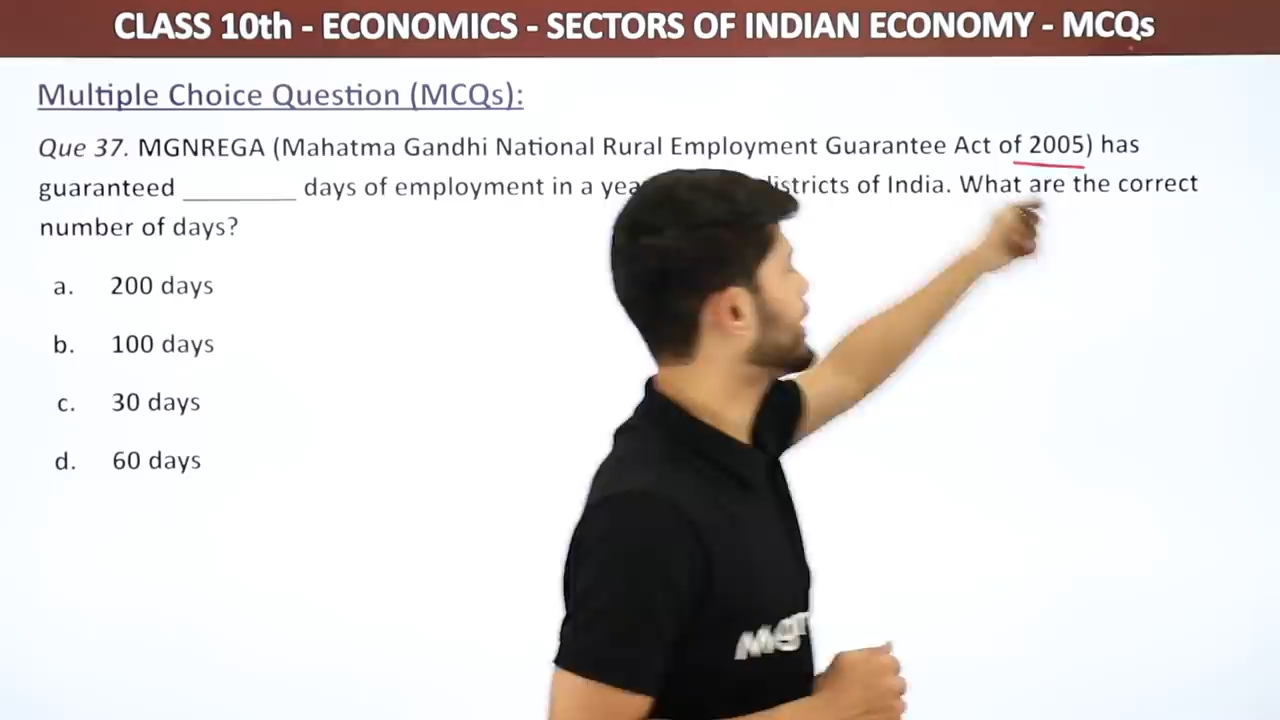 CLASS 10th - ECONOMICS - SECTORS OF INDIAN ECONOMY - MCQs
Multiple Choice Question (MCQs):
Que 37. MGNREGA (Mahatma Gandhi National Rural Employment Guarantee Act of 2005) has
guaranteed ________ days of employment in a of India. What are the correct
number of days?
a. 200 days
b. 100 days
c. 30 days
d. 60 days